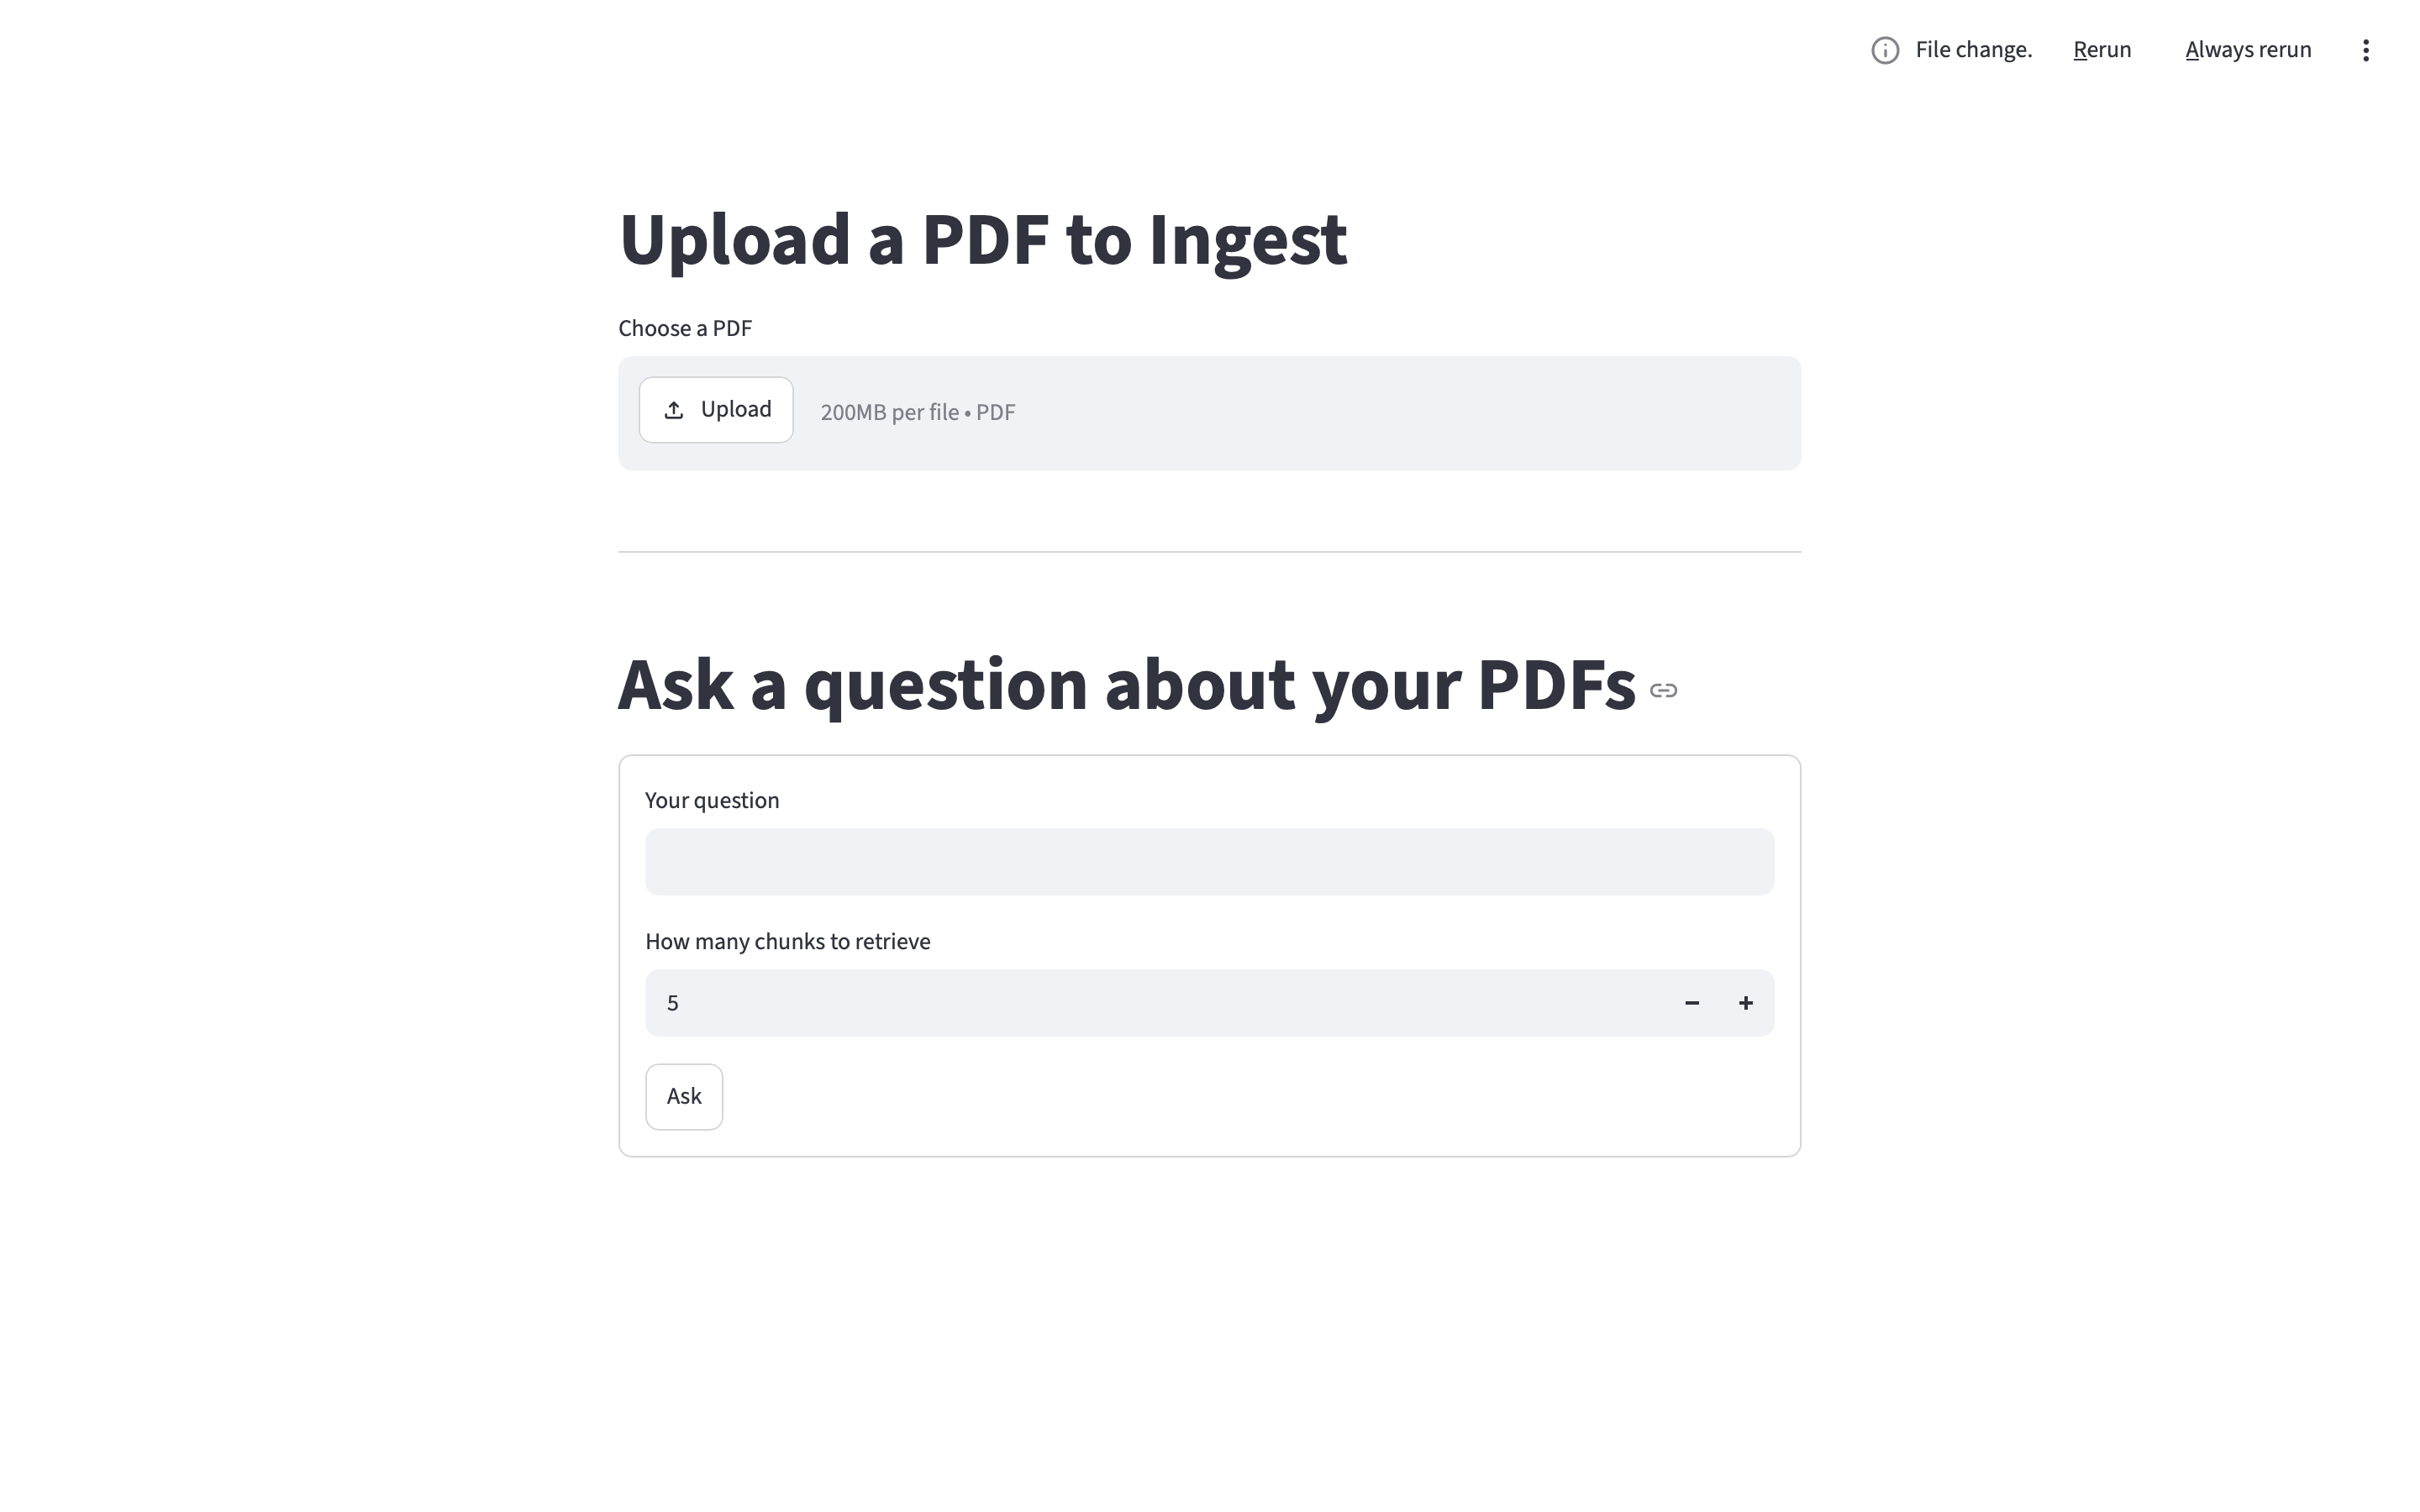 File change. Rerun Always rerun
Upload a PDF to Ingest
Choose a PDF
Upload 200MB per file • PDF
Ask a question about your PDFs
Your question
How many chunks to retrieve
5 − +
Ask